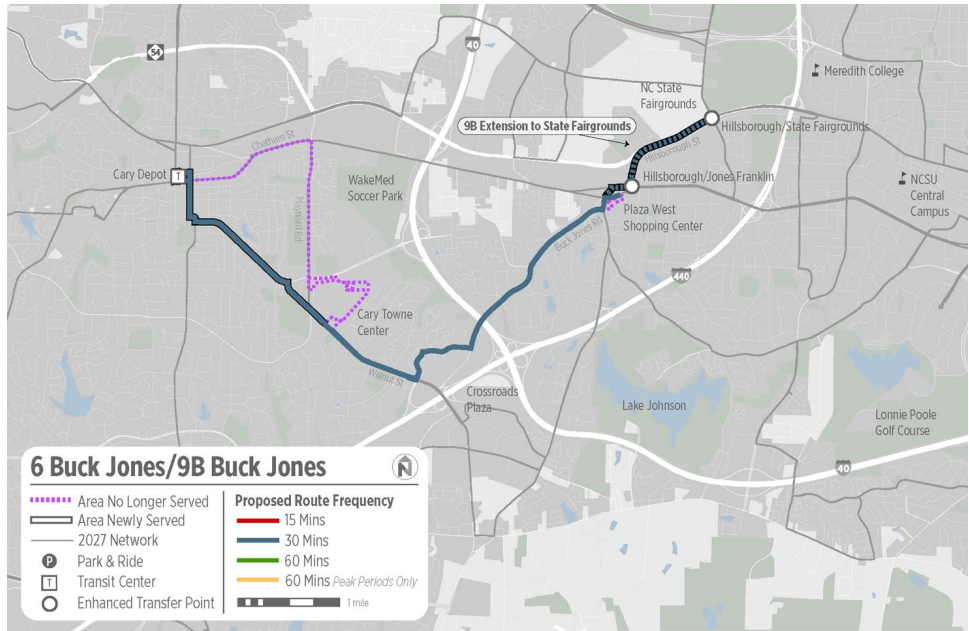 54
40
Meredith College
NC State
Fairgrounds
9B Extension to State Fairgrounds
Hillsborough/State Fairgrounds
Chatham St
Hillsborough St
Cary Depot
T
WakeMed
Soccer Park
Hillsborough/Jones Franklin
NCSU
Central
Campus
Maynard Rd
Plaza West
Shopping Center
Buck Jones Rd
440
Cary Towne
Center
Walnut St
Crossroads
Plaza
Lake Johnson
Lonnie Poole
Golf Course
40
6 Buck Jones/9B Buck Jones
N
Area No Longer Served
Area Newly Served
2027 Network
P Park & Ride
T Transit Center
Enhanced Transfer Point
Proposed Route Frequency
15 Mins
30 Mins
60 Mins
60 Mins Peak Periods Only
1 mile